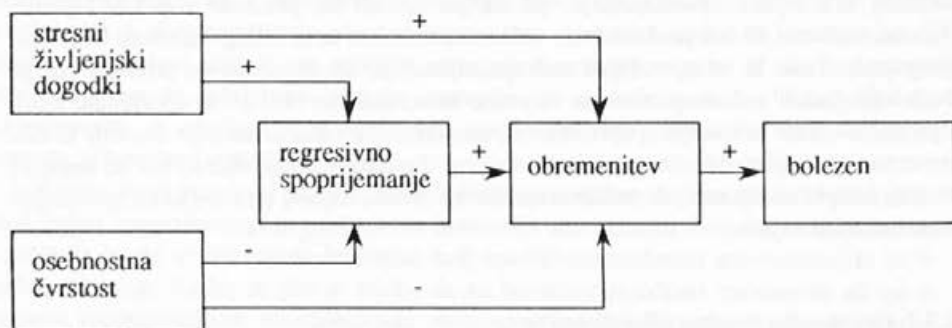 stresni
življenjski
dogodki
+
+
regresivno
spoprijemanje
+
obremenitev
+
bolezen
osebnostna
čvrstost
-
-